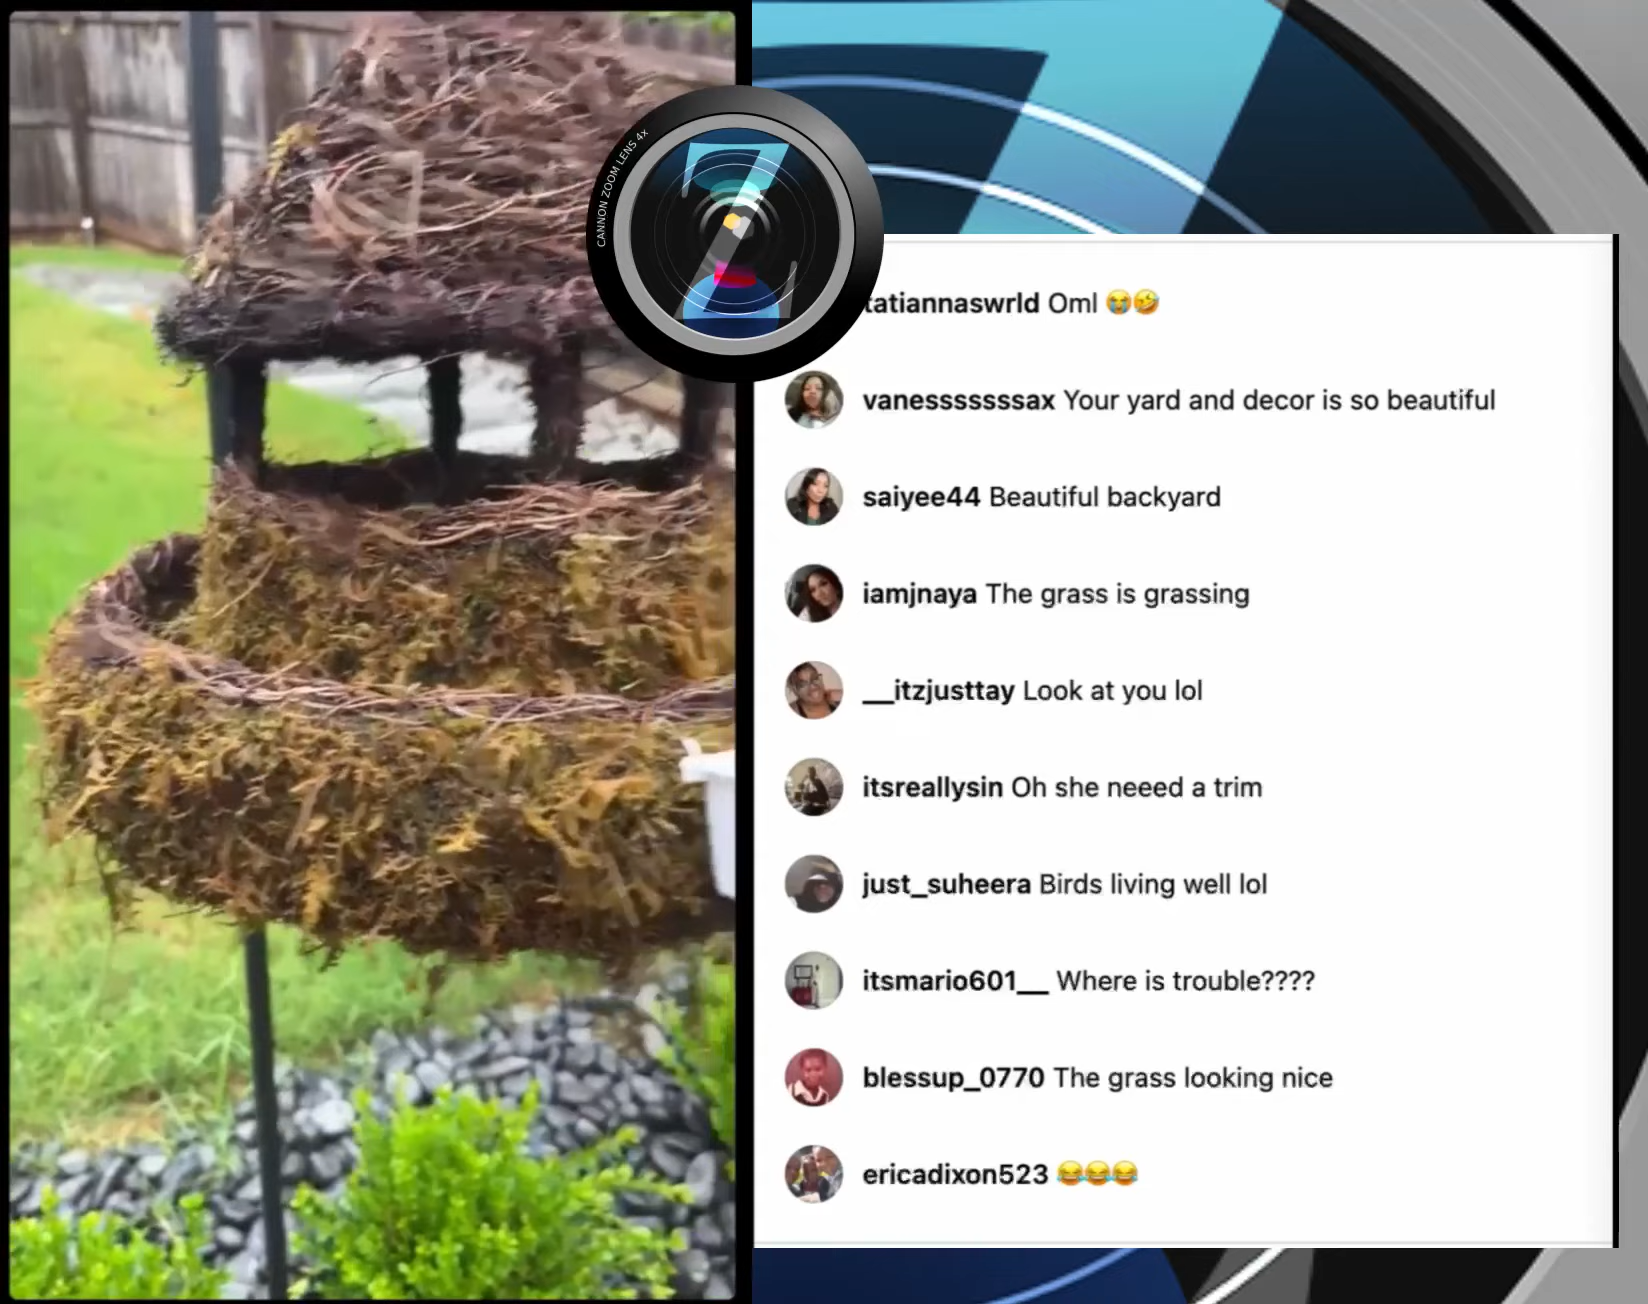 CANNON ZOOM LENS 4x
tatiannaswrld Oml 😭🤣
vanesssssssax Your yard and decor is so beautiful
saiyee44 Beautiful backyard
iamjnaya The grass is grassing
__itzjusttay Look at you lol
itsreallysin Oh she neeed a trim
just_suheera Birds living well lol
itsmario601__ Where is trouble????
blessup_0770 The grass looking nice
ericadixon523 😂😂😂